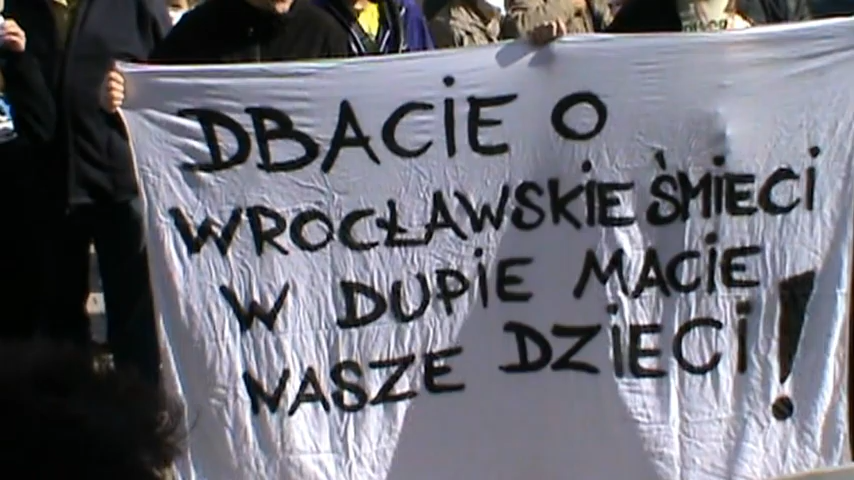 DBACiE O
WROCŁAWSKiE ŚMiECi
W DUPiE MACiE
NASZE DZiECi!